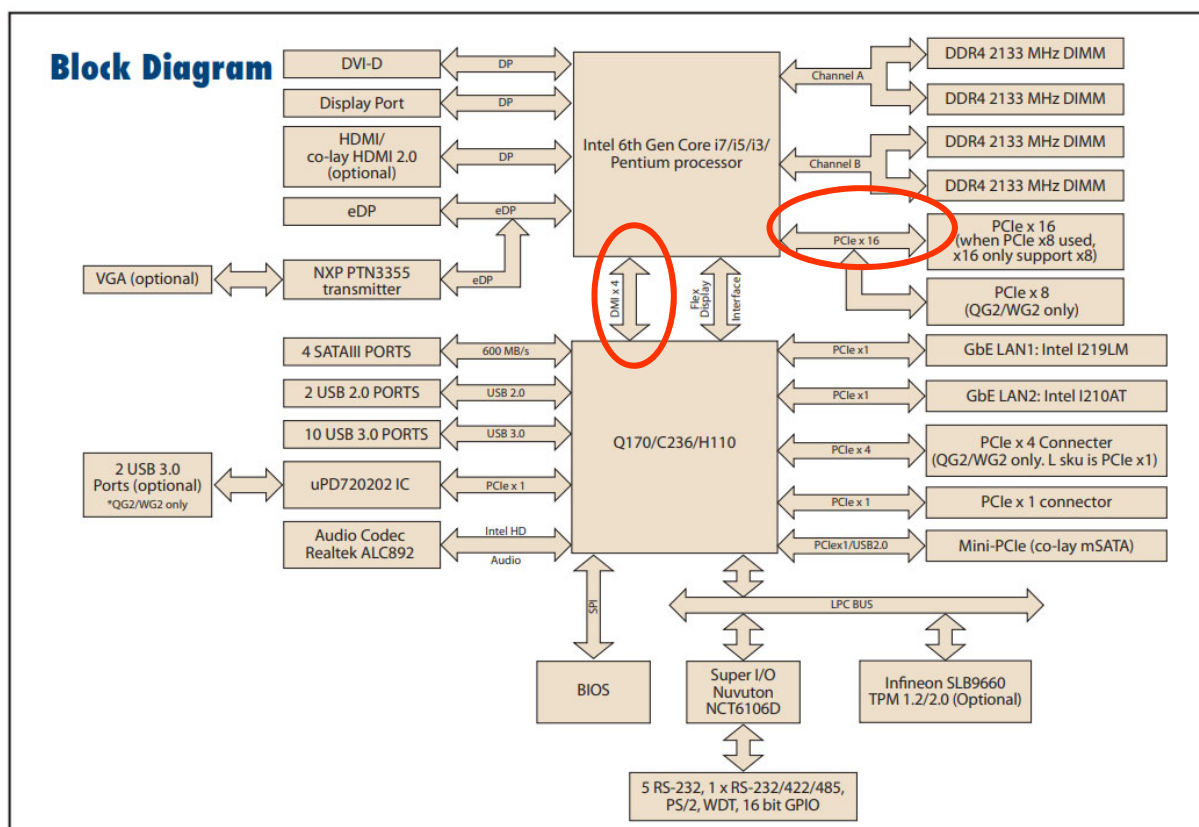 Block Diagram
DVI-D
DP
Display Port
DP
HDMI/
co-lay HDMI 2.0
(optional)
DP
eDP
eDP
VGA (optional)
NXP PTN3355
transmitter
eDP
Intel 6th Gen Core i7/i5/i3/
Pentium processor
Channel A
DDR4 2133 MHz DIMM
DDR4 2133 MHz DIMM
Channel B
DDR4 2133 MHz DIMM
DDR4 2133 MHz DIMM
PCIe x 16
PCIe x 16
(when PCIe x8 used,
x16 only support x8)
PCIe x 8
(QG2/WG2 only)
DMI x 4
Flex
Display
Interface
4 SATAIII PORTS
600 MB/s
2 USB 2.0 PORTS
USB 2.0
10 USB 3.0 PORTS
USB 3.0
2 USB 3.0
Ports (optional)
*QG2/WG2 only
uPD720202 IC
PCIe x 1
Audio Codec
Realtek ALC892
Intel HD
Audio
Q170/C236/H110
PCIe x1
GbE LAN1: Intel I219LM
PCIe x1
GbE LAN2: Intel I210AT
PCIe x 4
PCIe x 4 Connecter
(QG2/WG2 only. L sku is PCIe x1)
PCIe x 1
PCIe x 1 connector
PCIex1/USB2.0
Mini-PCIe (co-lay mSATA)
SPI
LPC BUS
BIOS
Super I/O
Nuvuton
NCT6106D
Infineon SLB9660
TPM 1.2/2.0 (Optional)
5 RS-232, 1 x RS-232/422/485,
PS/2, WDT, 16 bit GPIO